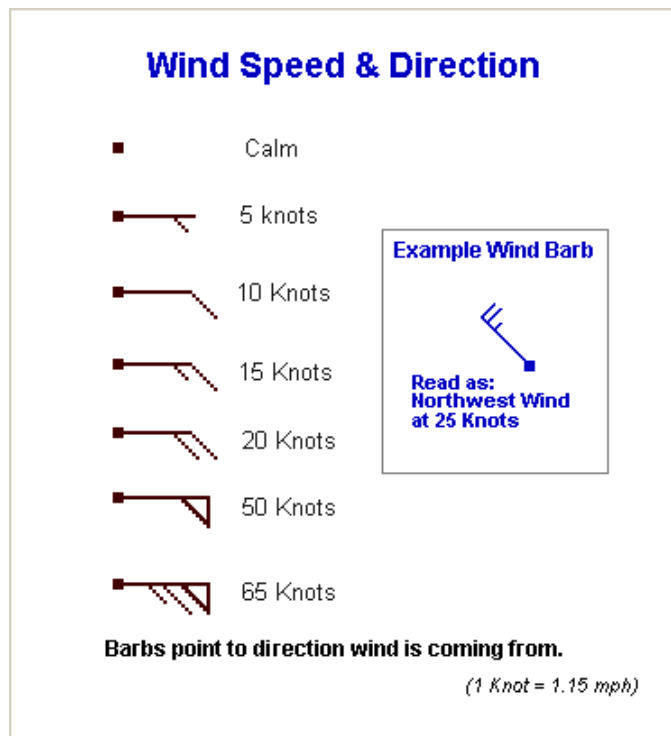 Wind Speed & Direction
Calm
5 knots
10 Knots
15 Knots
20 Knots
50 Knots
65 Knots
Example Wind Barb
Read as:
Northwest Wind
at 25 Knots
Barbs point to direction wind is coming from.
(1 Knot = 1.15 mph)